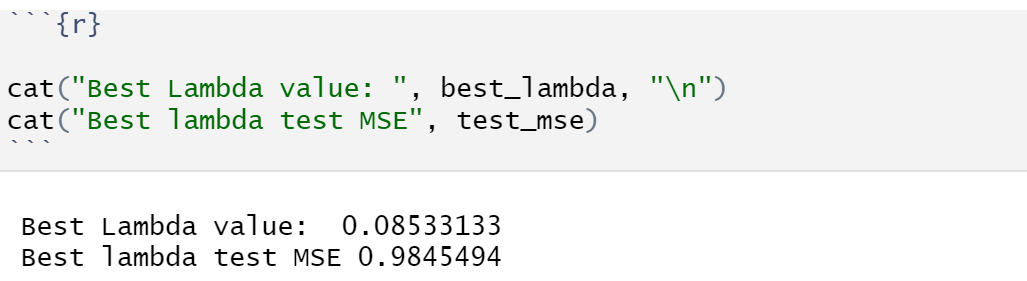 ```{r}
cat("Best Lambda value: ", best_lambda, "\n")
cat("Best lambda test MSE", test_mse)
```
Best Lambda value:  0.08533133
Best lambda test MSE 0.9845494